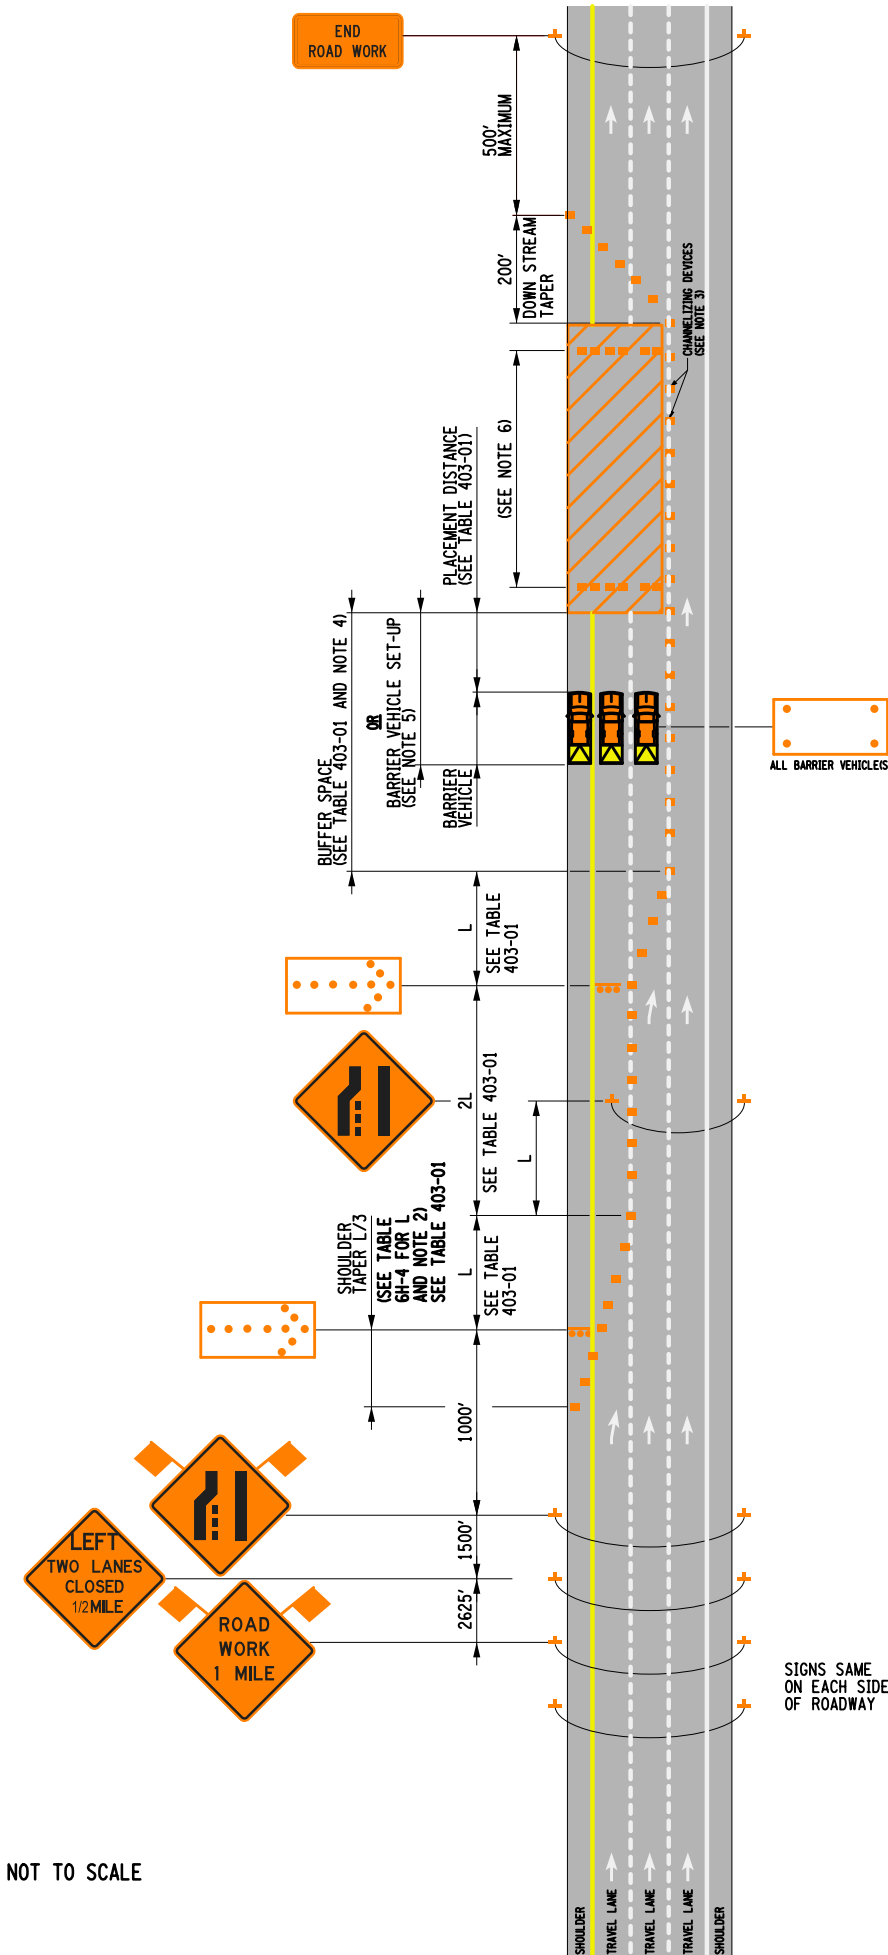 END
ROAD WORK
500'
MAXIMUM
200'
DOWN STREAM
TAPER
CHANNELIZING DEVICES
(SEE NOTE 3)
(SEE NOTE 6)
PLACEMENT DISTANCE
(SEE TABLE 403-01)
BUFFER SPACE
(SEE TABLE 403-01 AND NOTE 4)
OR
BARRIER VEHICLE SET-UP
(SEE NOTE 5)
BARRIER
VEHICLE
ALL BARRIER VEHICLE(S
L
SEE TABLE
403-01
2L
SEE TABLE 403-01
L
SHOULDER
TAPER L/3
(SEE TABLE
6H-4 FOR L
AND NOTE 2)
SEE TABLE 403-01
L
SEE TABLE
403-01
1000'
1500'
2625'
LEFT
TWO LANES
CLOSED
1/2 MILE
ROAD
WORK
1 MILE
SIGNS SAME
ON EACH SIDE
OF ROADWAY
NOT TO SCALE
SHOULDER
TRAVEL LANE
TRAVEL LANE
TRAVEL LANE
SHOULDER